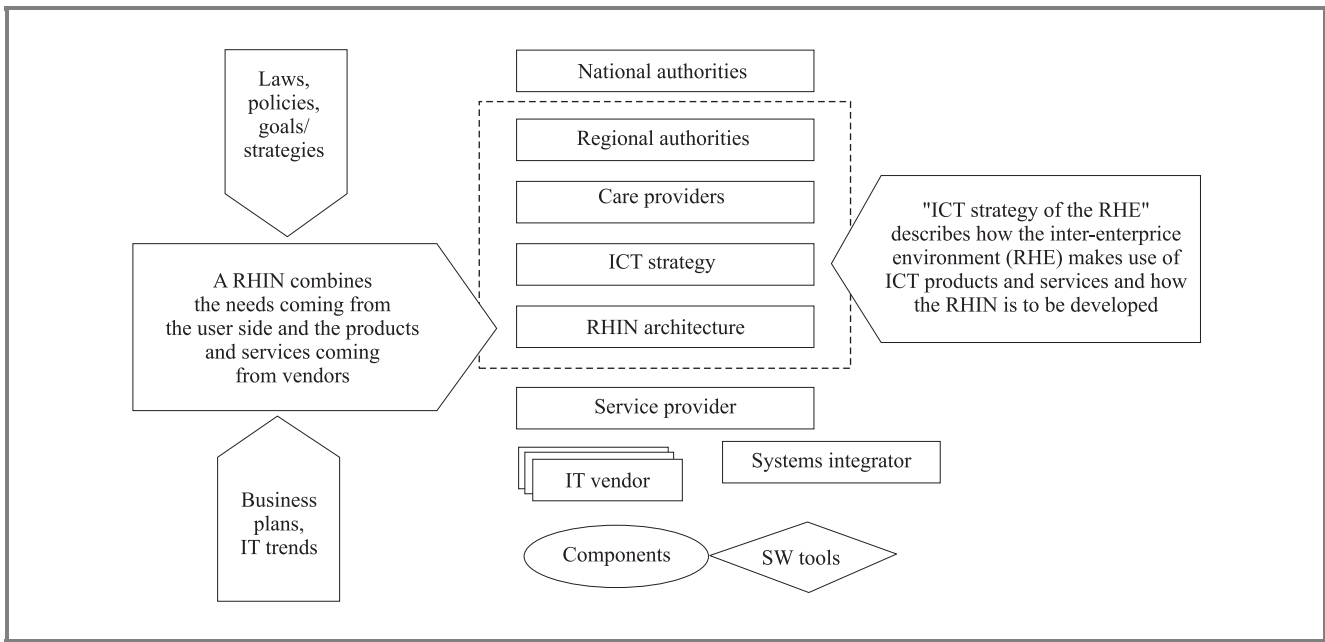 Laws,
policies,
goals/
strategies
A RHIN combines
the needs coming from
the user side and the products
and services coming
from vendors
Business
plans,
IT trends
National authorities
Regional authorities
Care providers
ICT strategy
RHIN architecture
Service provider
IT vendor
Systems integrator
Components
SW tools
"ICT strategy of the RHE"
describes how the inter-enterprice
environment (RHE) makes use of
ICT products and services and how
the RHIN is to be developed